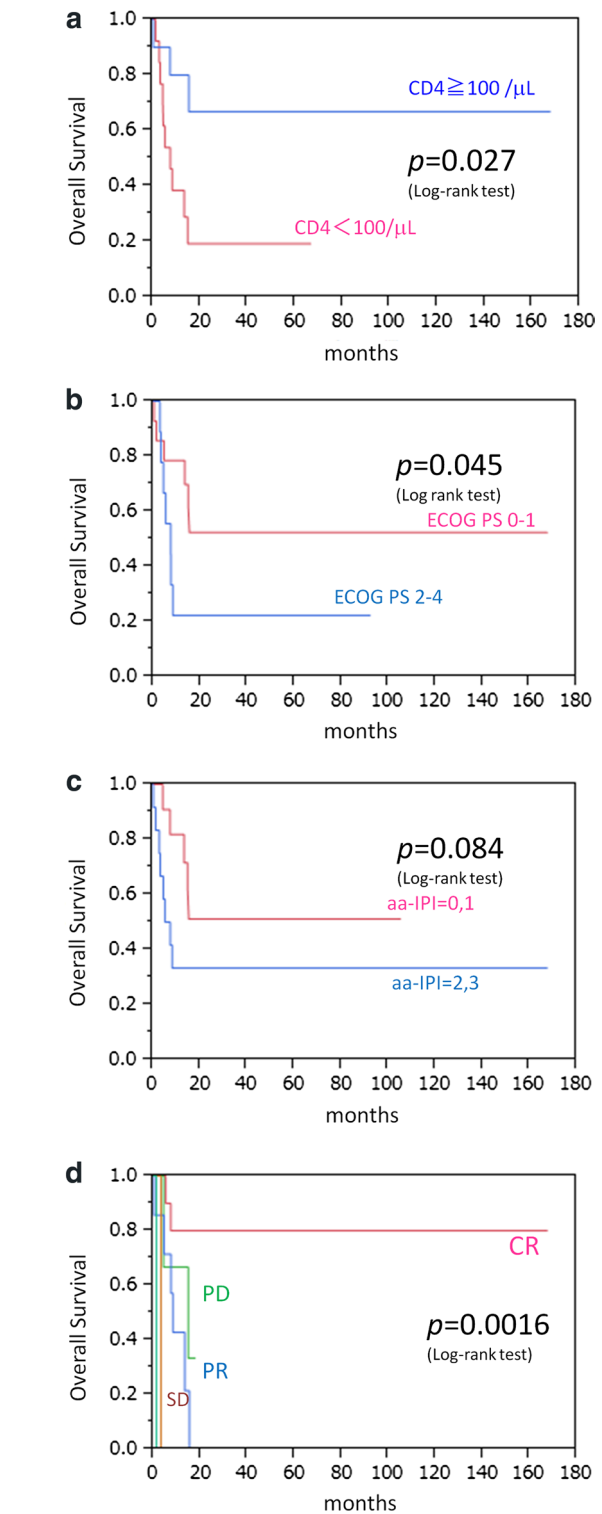 a
1.0
0.8
0.6
0.4
0.2
0.0
Overall Survival
CD4≧100 /μL
p=0.027
(Log-rank test)
CD4<100/μL
0 20 40 60 80 100 120 140 160 180
months
b
1.0
0.8
0.6
0.4
0.2
0.0
Overall Survival
p=0.045
(Log rank test)
ECOG PS 0-1
ECOG PS 2-4
0 20 40 60 80 100 120 140 160 180
months
c
1.0
0.8
0.6
0.4
0.2
0.0
Overall Survival
p=0.084
(Log-rank test)
aa-IPI=0,1
aa-IPI=2,3
0 20 40 60 80 100 120 140 160 180
months
d
1.0
0.8
0.6
0.4
0.2
0.0
Overall Survival
CR
PD
p=0.0016
(Log-rank test)
PR
SD
0 20 40 60 80 100 120 140 160 180
months